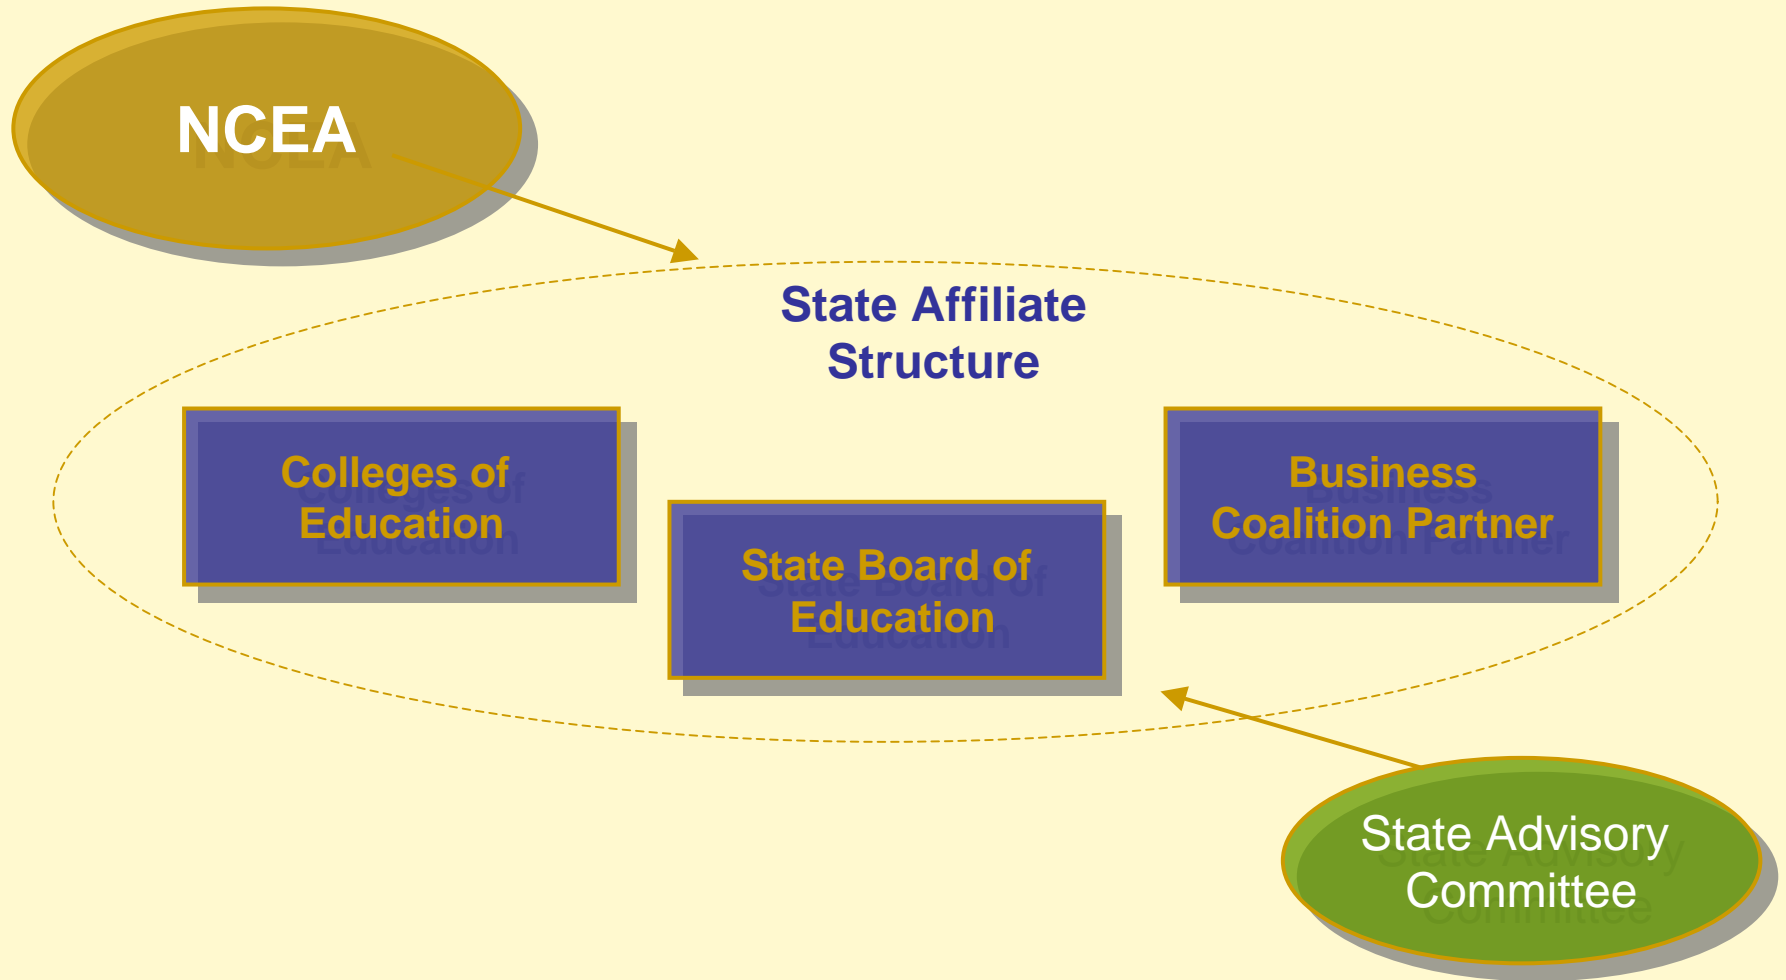 NCEA
State Affiliate
Structure
Colleges of
Education
State Board of
Education
Business
Coalition Partner
State Advisory
Committee